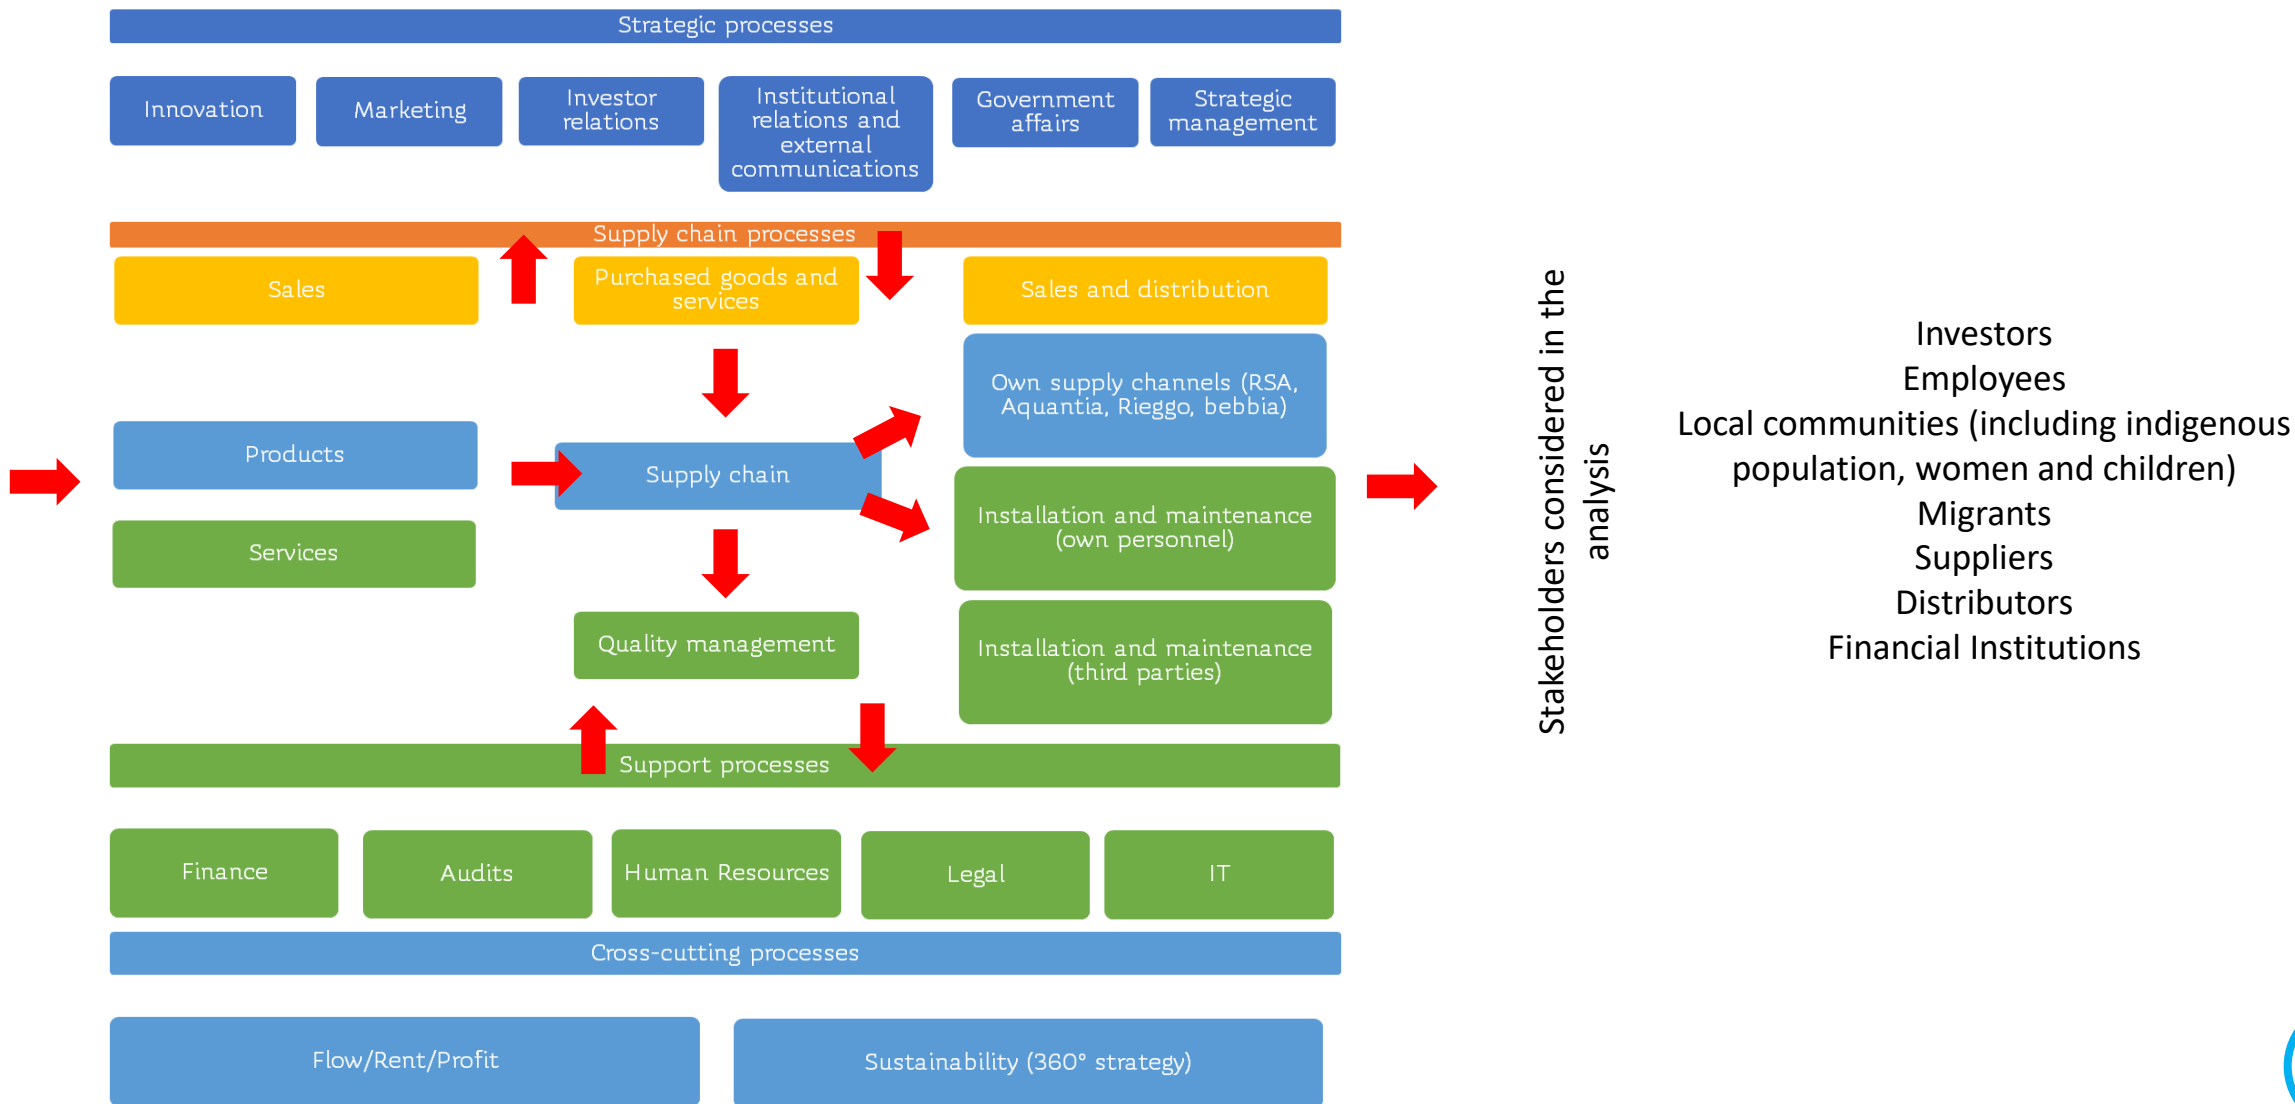 Strategic processes
Innovation
Marketing
Investor
relations
Institutional
relations and
external
communications
Government
affairs
Strategic
management
Supply chain processes
Sales
Purchased goods and
services
Sales and distribution
Products
Services
Supply chain
Quality management
Own supply channels (RSA,
Aquantia, Rieggo, bebbia)
Installation and maintenance
(own personnel)
Installation and maintenance
(third parties)
Support processes
Finance
Audits
Human Resources
Legal
IT
Cross-cutting processes
Flow/Rent/Profit
Sustainability (360° strategy)
Stakeholders considered in the
analysis
Investors
Employees
Local communities (including indigenous
population, women and children)
Migrants
Suppliers
Distributors
Financial Institutions